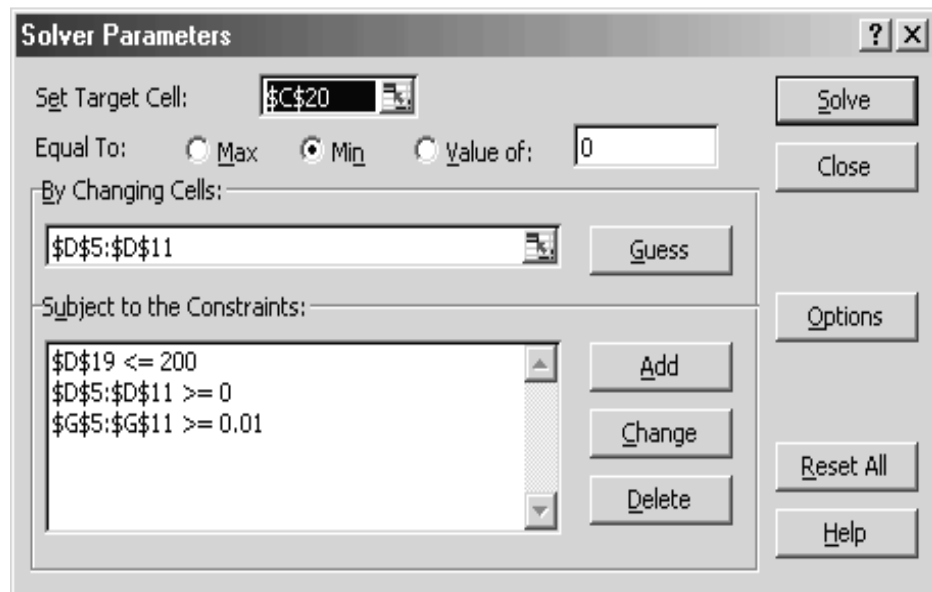 Solver Parameters ? X
Set Target Cell: $C$20 Solve
Equal To: Max Min Value of: 0
Close
By Changing Cells:
$D$5:$D$11 Guess
Subject to the Constraints:
Options
$D$19 <= 200 Add
$D$5:$D$11 >= 0
$G$5:$G$11 >= 0.01
Change
Reset All
Delete
Help